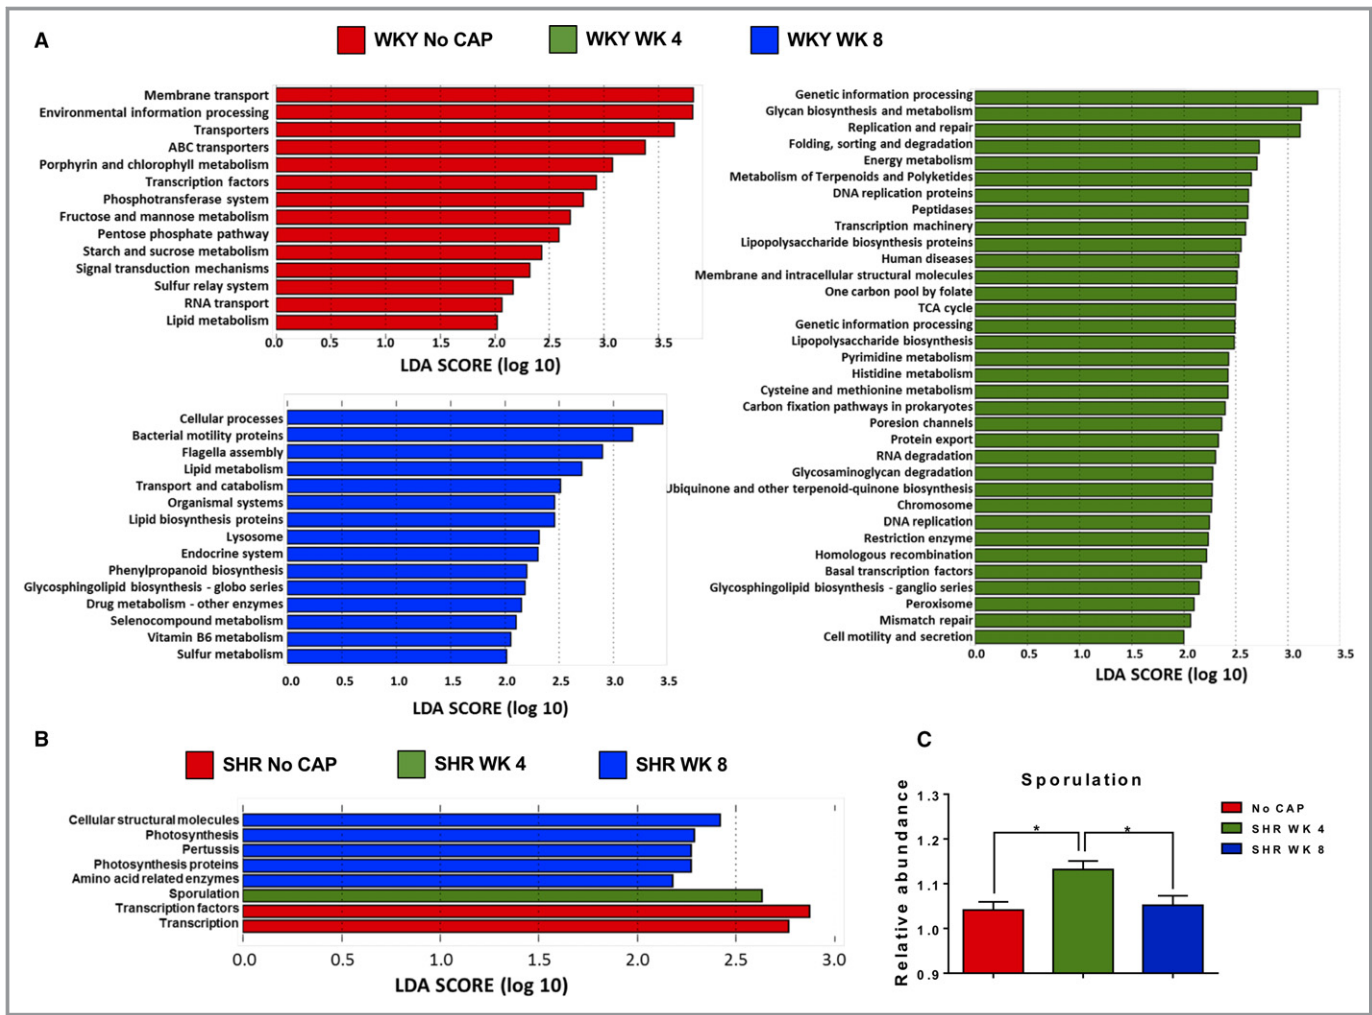 A
WKY No CAP
WKY WK 4
WKY WK 8
Membrane transport
Environmental information processing
Transporters
ABC transporters
Porphyrin and chlorophyll metabolism
Transcription factors
Phosphotransferase system
Fructose and mannose metabolism
Pentose phosphate pathway
Starch and sucrose metabolism
Signal transduction mechanisms
Sulfur relay system
RNA transport
Lipid metabolism
0.0 0.5 1.0 1.5 2.0 2.5 3.0 3.5
LDA SCORE (log 10)
Cellular processes
Bacterial motility proteins
Flagella assembly
Lipid metabolism
Transport and catabolism
Organismal systems
Lipid biosynthesis proteins
Lysosome
Endocrine system
Phenylpropanoid biosynthesis
Glycosphingolipid biosynthesis - globo series
Drug metabolism - other enzymes
Selenocompound metabolism
Vitamin B6 metabolism
Sulfur metabolism
0.0 0.5 1.0 1.5 2.0 2.5 3.0 3.5
LDA SCORE (log 10)
Genetic information processing
Glycan biosynthesis and metabolism
Replication and repair
Folding, sorting and degradation
Energy metabolism
Metabolism of Terpenoids and Polyketides
DNA replication proteins
Peptidases
Transcription machinery
Lipopolysaccharide biosynthesis proteins
Human diseases
Membrane and intracellular structural molecules
One carbon pool by folate
TCA cycle
Genetic information processing
Lipopolysaccharide biosynthesis
Pyrimidine metabolism
Histidine metabolism
Cysteine and methionine metabolism
Carbon fixation pathways in prokaryotes
Poresion channels
Protein export
RNA degradation
Glycosaminoglycan degradation
Ubiquinone and other terpenoid-quinone biosynthesis
Chromosome
DNA replication
Restriction enzyme
Homologous recombination
Basal transcription factors
Glycosphingolipid biosynthesis - ganglio series
Peroxisome
Mismatch repair
Cell motility and secretion
0.0 0.5 1.0 1.5 2.0 2.5 3.0 3.5
LDA SCORE (log 10)
B
SHR No CAP
SHR WK 4
SHR WK 8
Cellular structural molecules
Photosynthesis
Pertussis
Photosynthesis proteins
Amino acid related enzymes
Sporulation
Transcription factors
Transcription
0.0 0.5 1.0 1.5 2.0 2.5 3.0
LDA SCORE (log 10)
C
Sporulation
Relative abundance
1.3
1.2
1.1
1.0
0.9
* *
No CAP
SHR WK 4
SHR WK 8